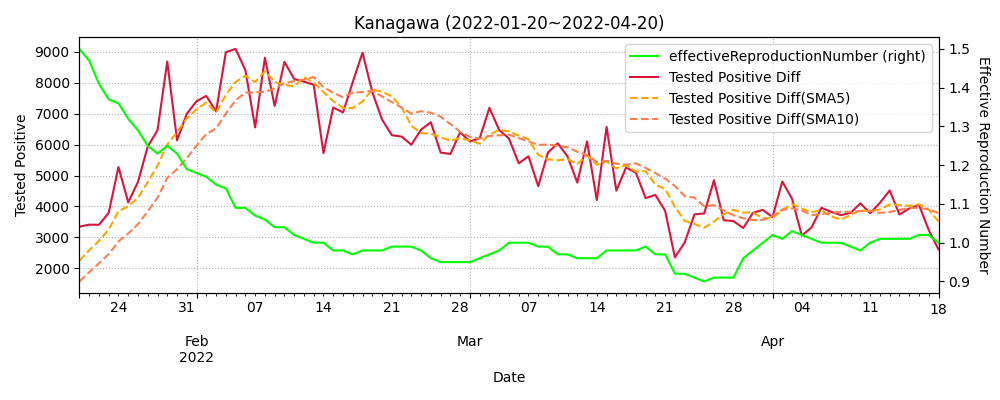 Kanagawa (2022-01-20~2022-04-20)
effectiveReproductionNumber (right)
Tested Positive Diff
Tested Positive Diff(SMA5)
Tested Positive Diff(SMA10)
Tested Positive
9000
8000
7000
6000
5000
4000
3000
2000
Effective Reproduction Number
1.5
1.4
1.3
1.2
1.1
1.0
0.9
24 31 07 14 21 28 07 14 21 28 04 11 18
Feb Mar Apr
2022
Date